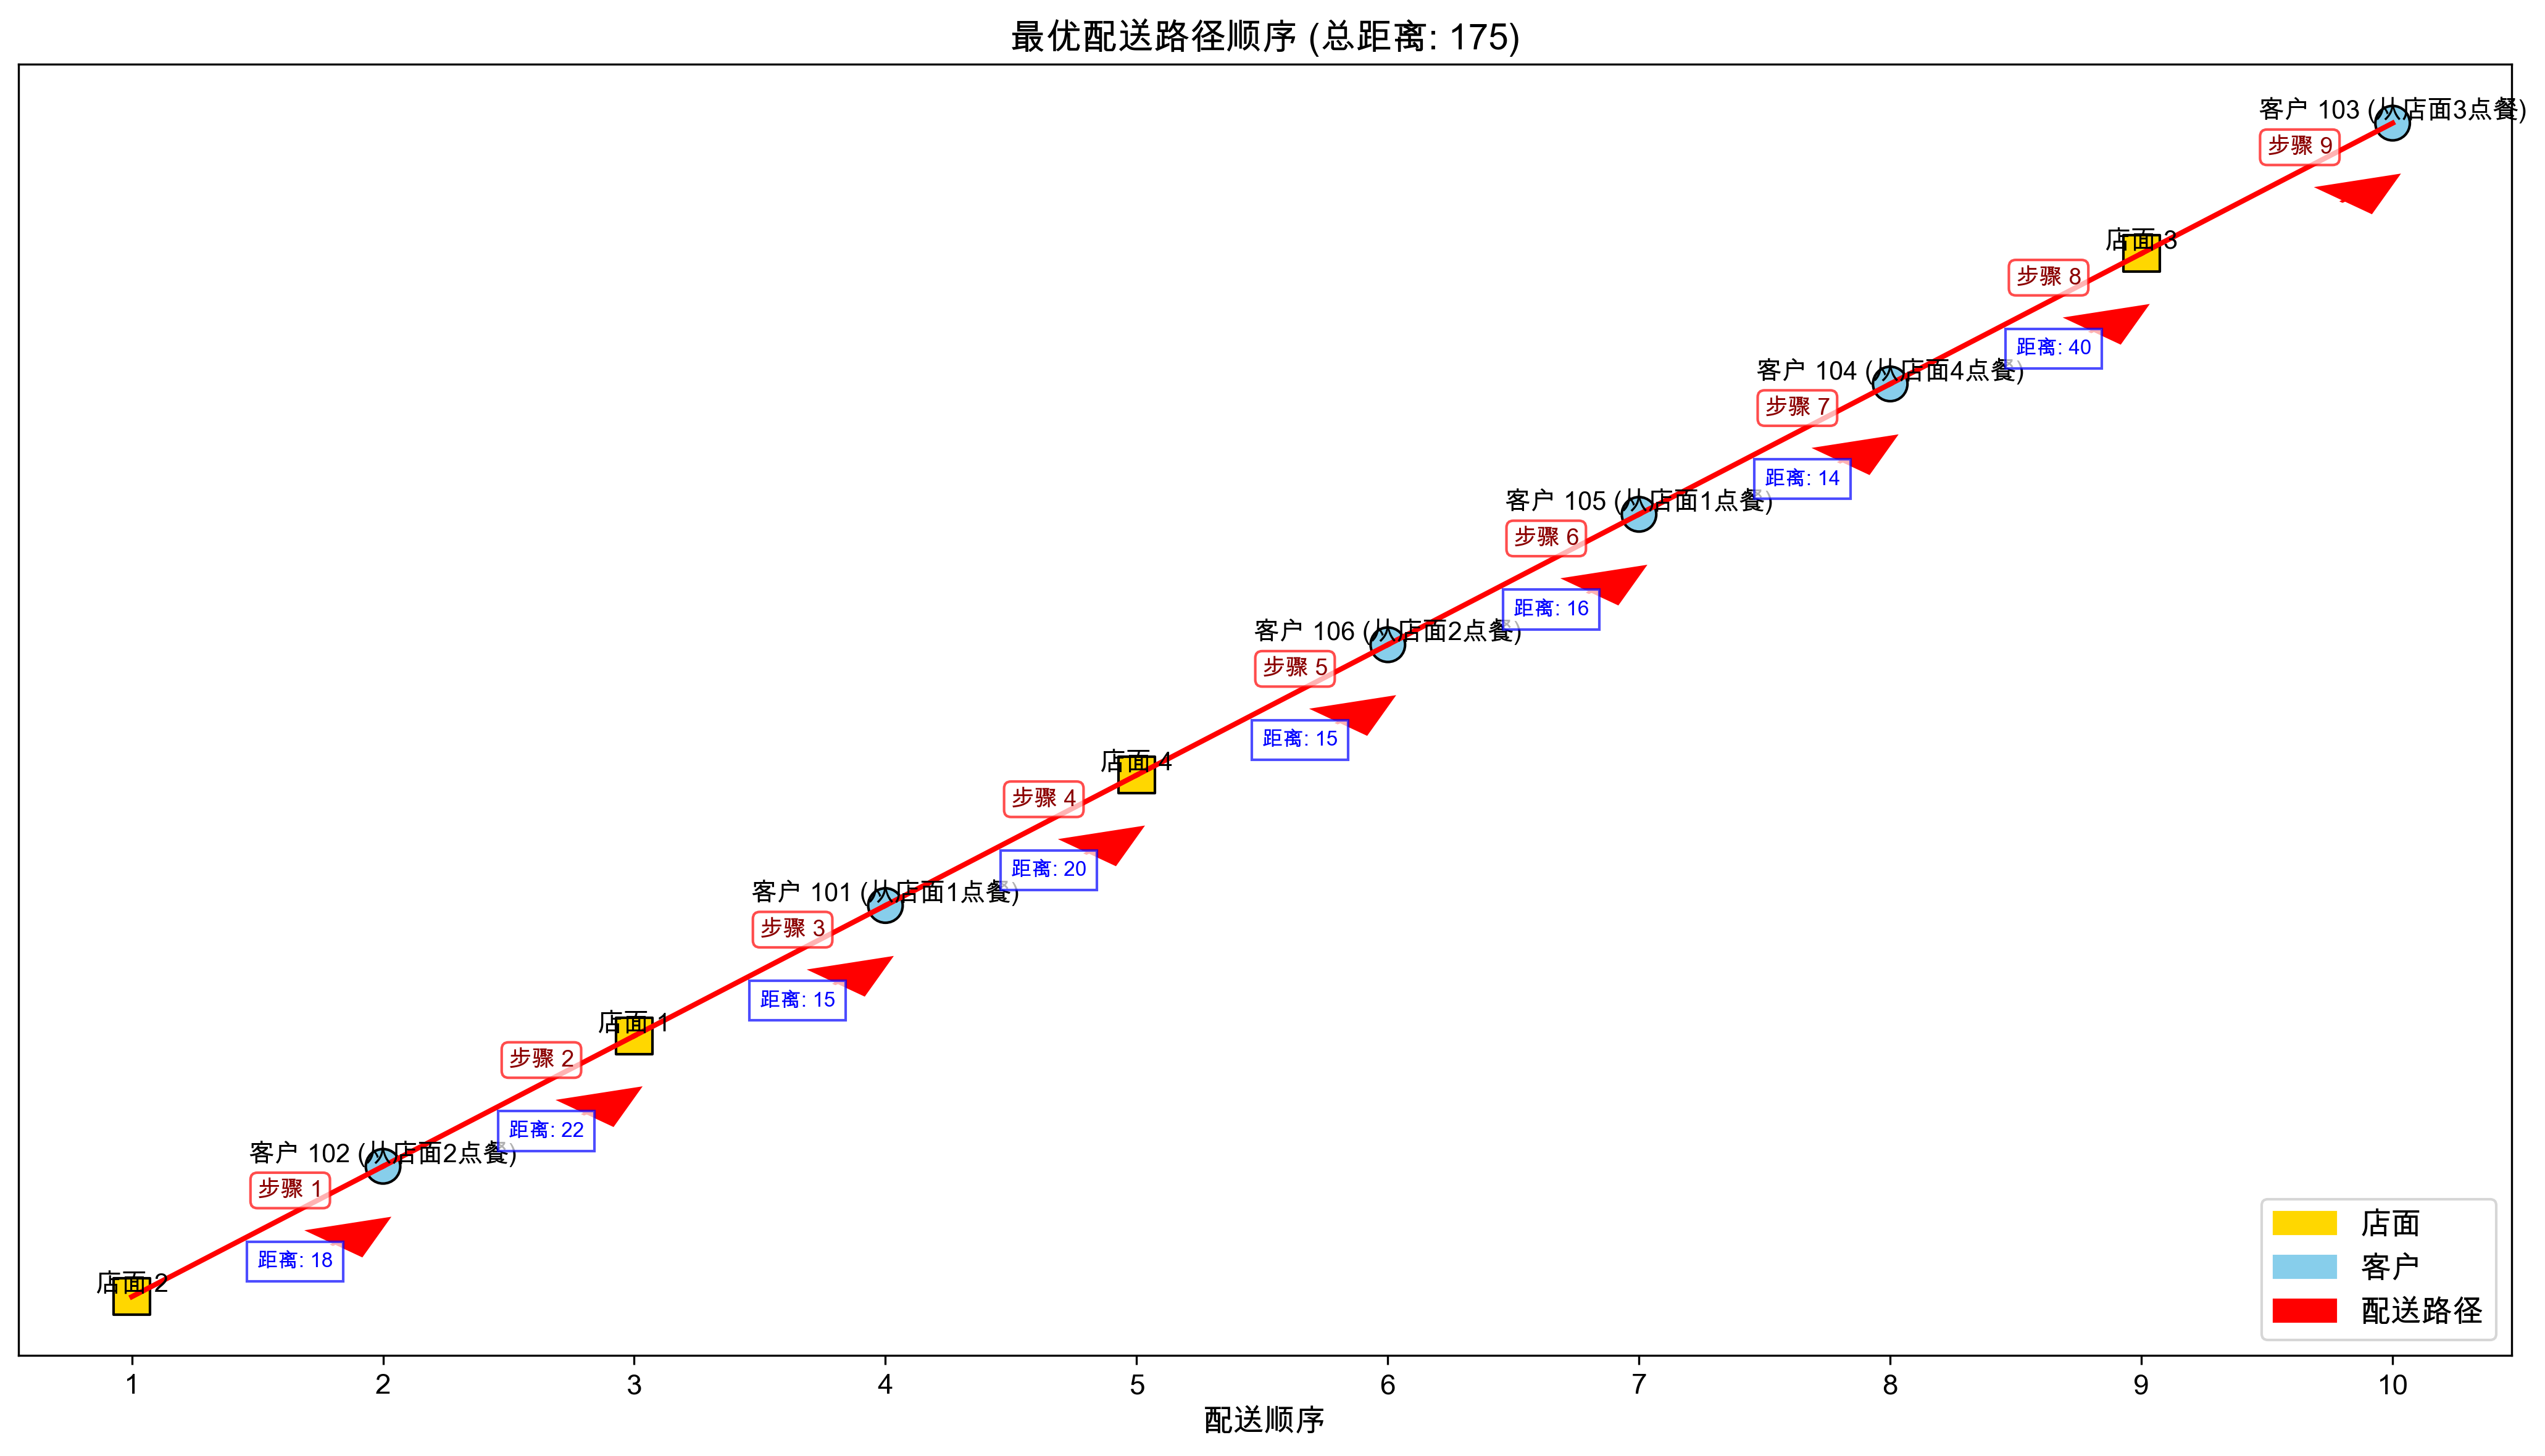 最优配送路径顺序 (总距离: 175)
客户 103 (从店面3点餐)
步骤 9
店面 3
步骤 8
距离: 40
客户 104 (从店面4点餐)
步骤 7
距离: 14
客户 105 (从店面1点餐)
步骤 6
距离: 16
客户 106 (从店面2点餐)
步骤 5
距离: 15
店面 4
步骤 4
距离: 20
客户 101 (从店面1点餐)
步骤 3
距离: 15
店面 1
步骤 2
距离: 22
客户 102 (从店面2点餐)
步骤 1
距离: 18
店面 2
店面
客户
配送路径
1 2 3 4 5 6 7 8 9 10
配送顺序